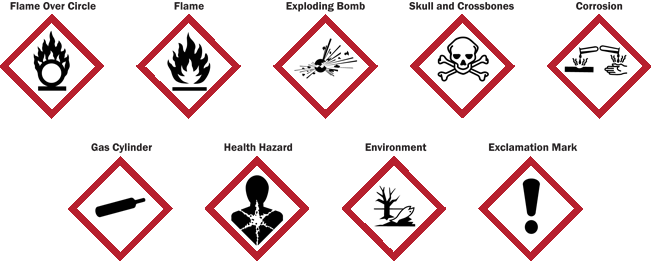 Flame Over Circle
Flame
Exploding Bomb
Skull and Crossbones
Corrosion
Gas Cylinder
Health Hazard
Environment
Exclamation Mark